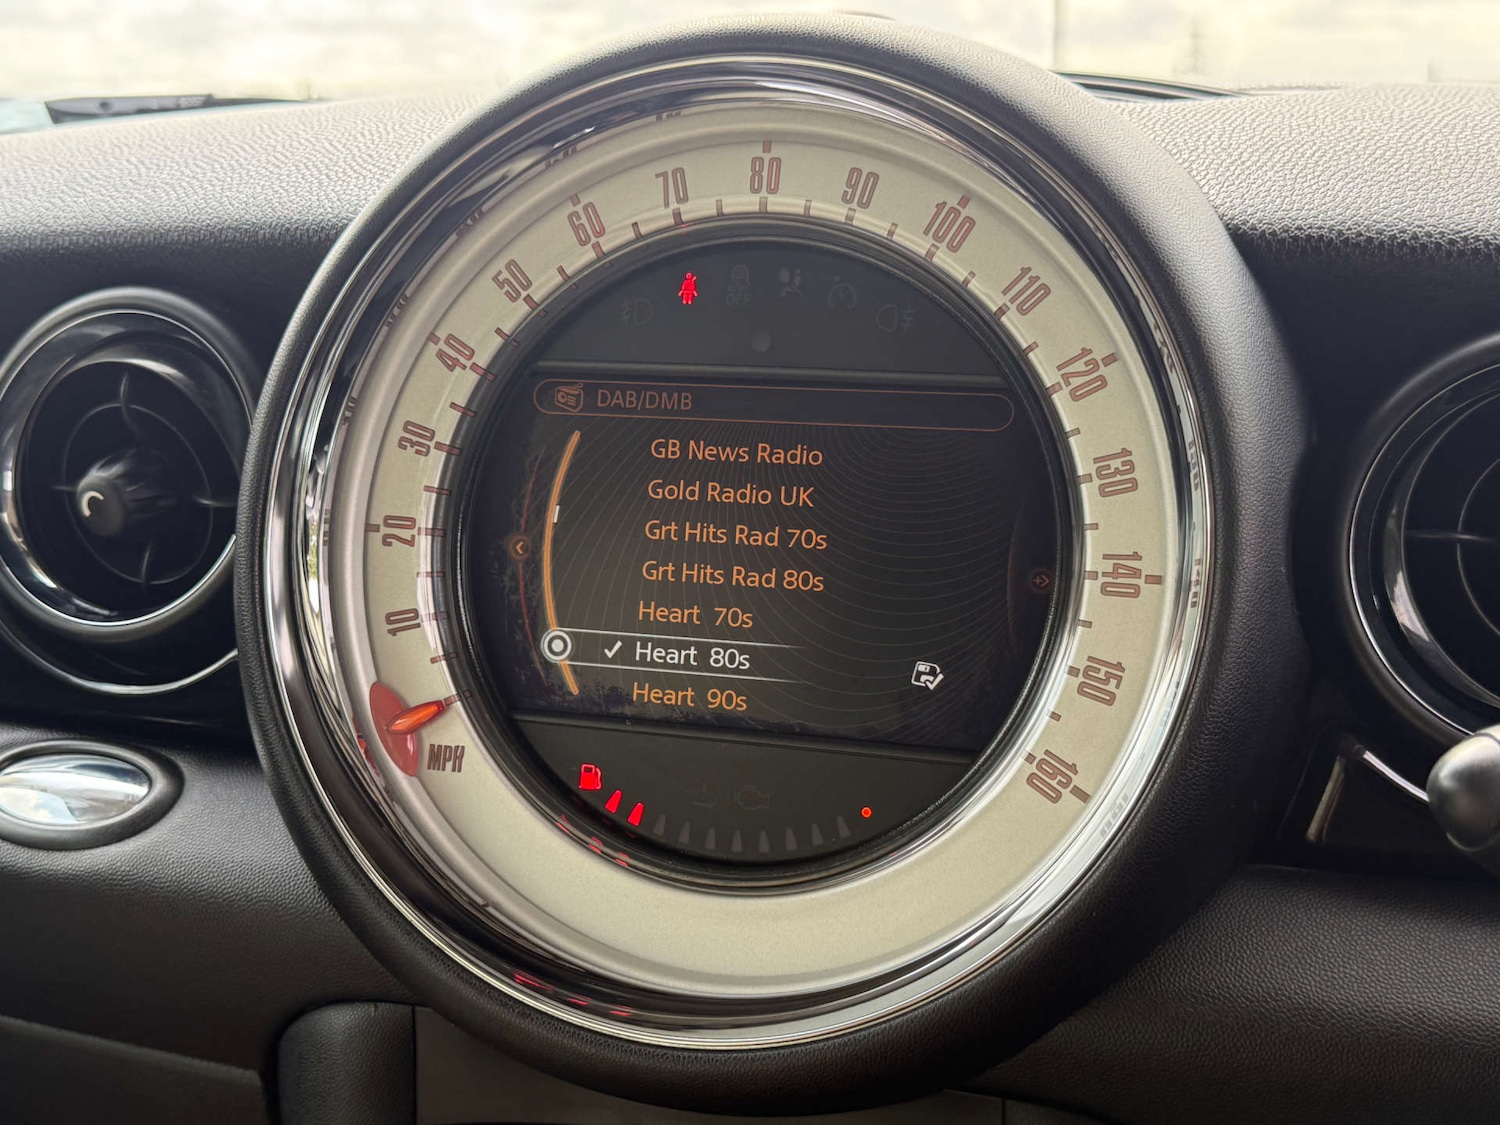 10
20
30
40
50
60
70
80
90
100
110
120
130
140
150
160
MPH
OFF
DAB/DMB
GB News Radio
Gold Radio UK
Grt Hits Rad 70s
Grt Hits Rad 80s
Heart 70s
✓ Heart 80s
Heart 90s